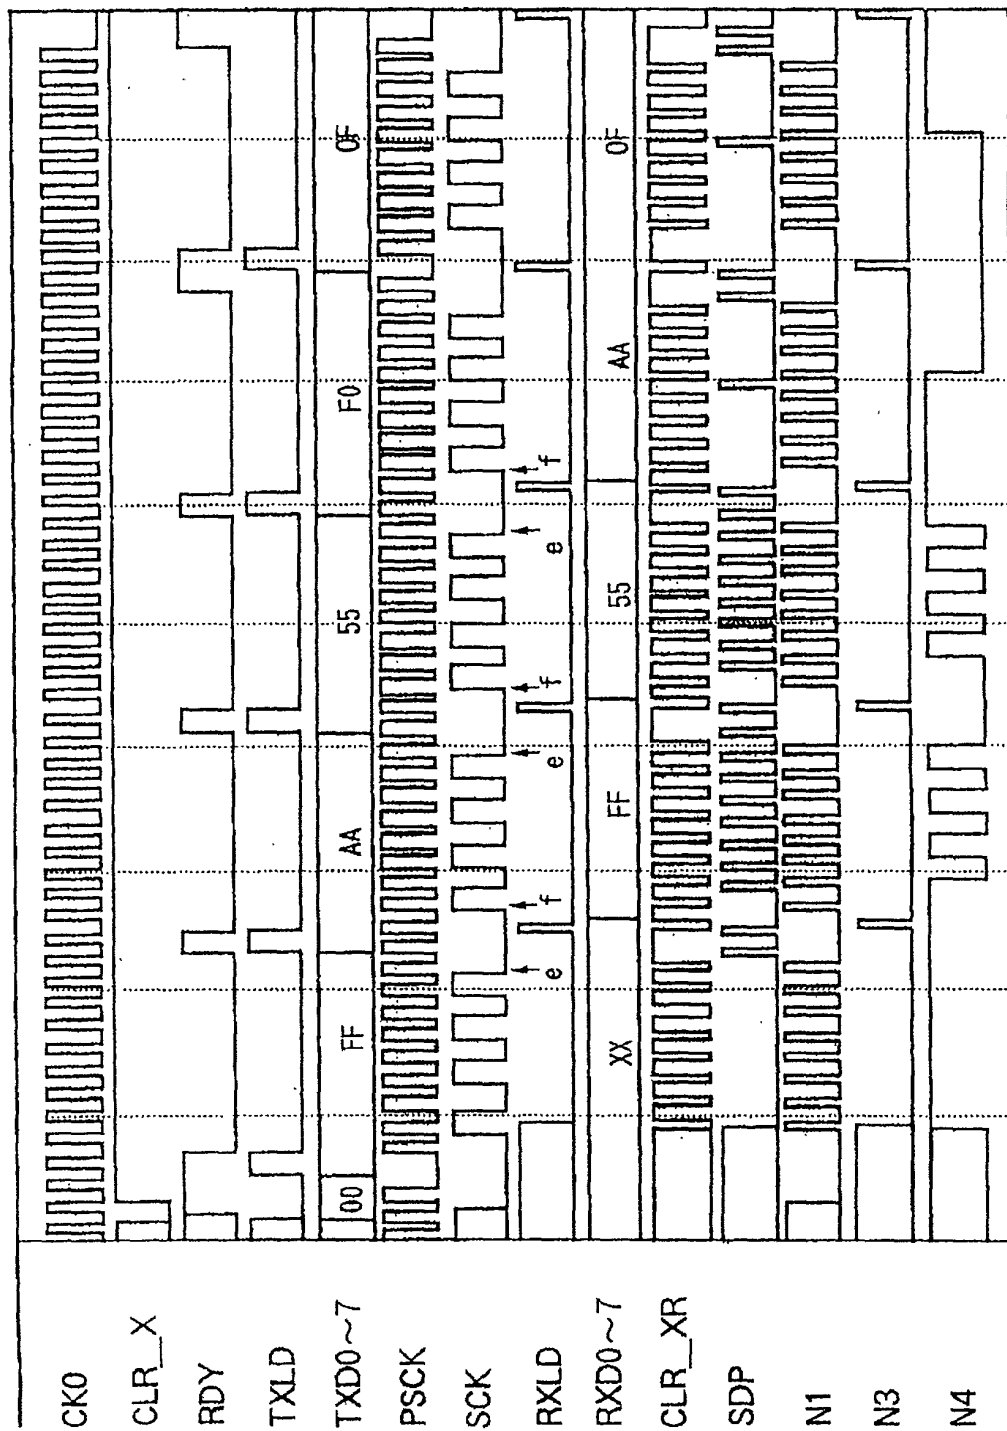 CK0
CLR_X
RDY
TXLD
TXD0~7 00 FF AA 55 F0 0F
PSCK
SCK
e f e f e f
RXLD
RXD0~7 XX FF 55 AA 0F
CLR_XR
SDP
N1
N3
N4